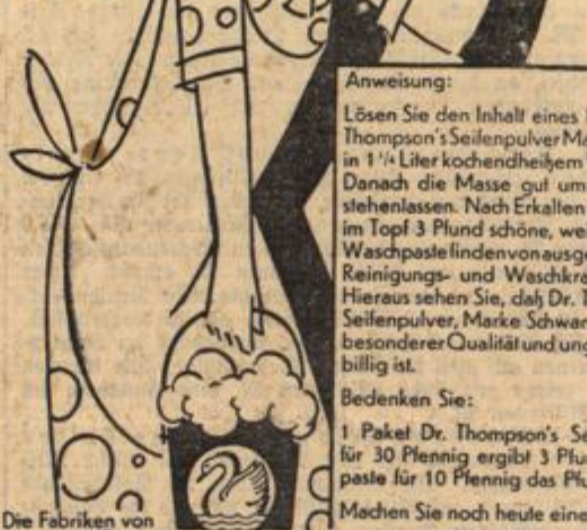 Anweisung:
Lösen Sie den Inhalt eines
Thompson's Seifenpulver
in 1 1/4 Liter kochendheißem
Danach die Masse gut um
stehenlassen. Nach Erkalten
im Topf 3 Pfund schöne, we
Waschpaste finden von ausge
Reinigungs- und Waschkra
Hieraus sehen Sie, daß Dr. T
Seifenpulver, Marke Schwan
besonderer Qualität und ung
billig ist.
Bedenken Sie:
1 Paket Dr. Thompson's Se
für 30 Pfennig ergibt 3 Pfu
paste für 10 Pfennig das Pfu
Machen Sie noch heute eine
Die Fabriken von